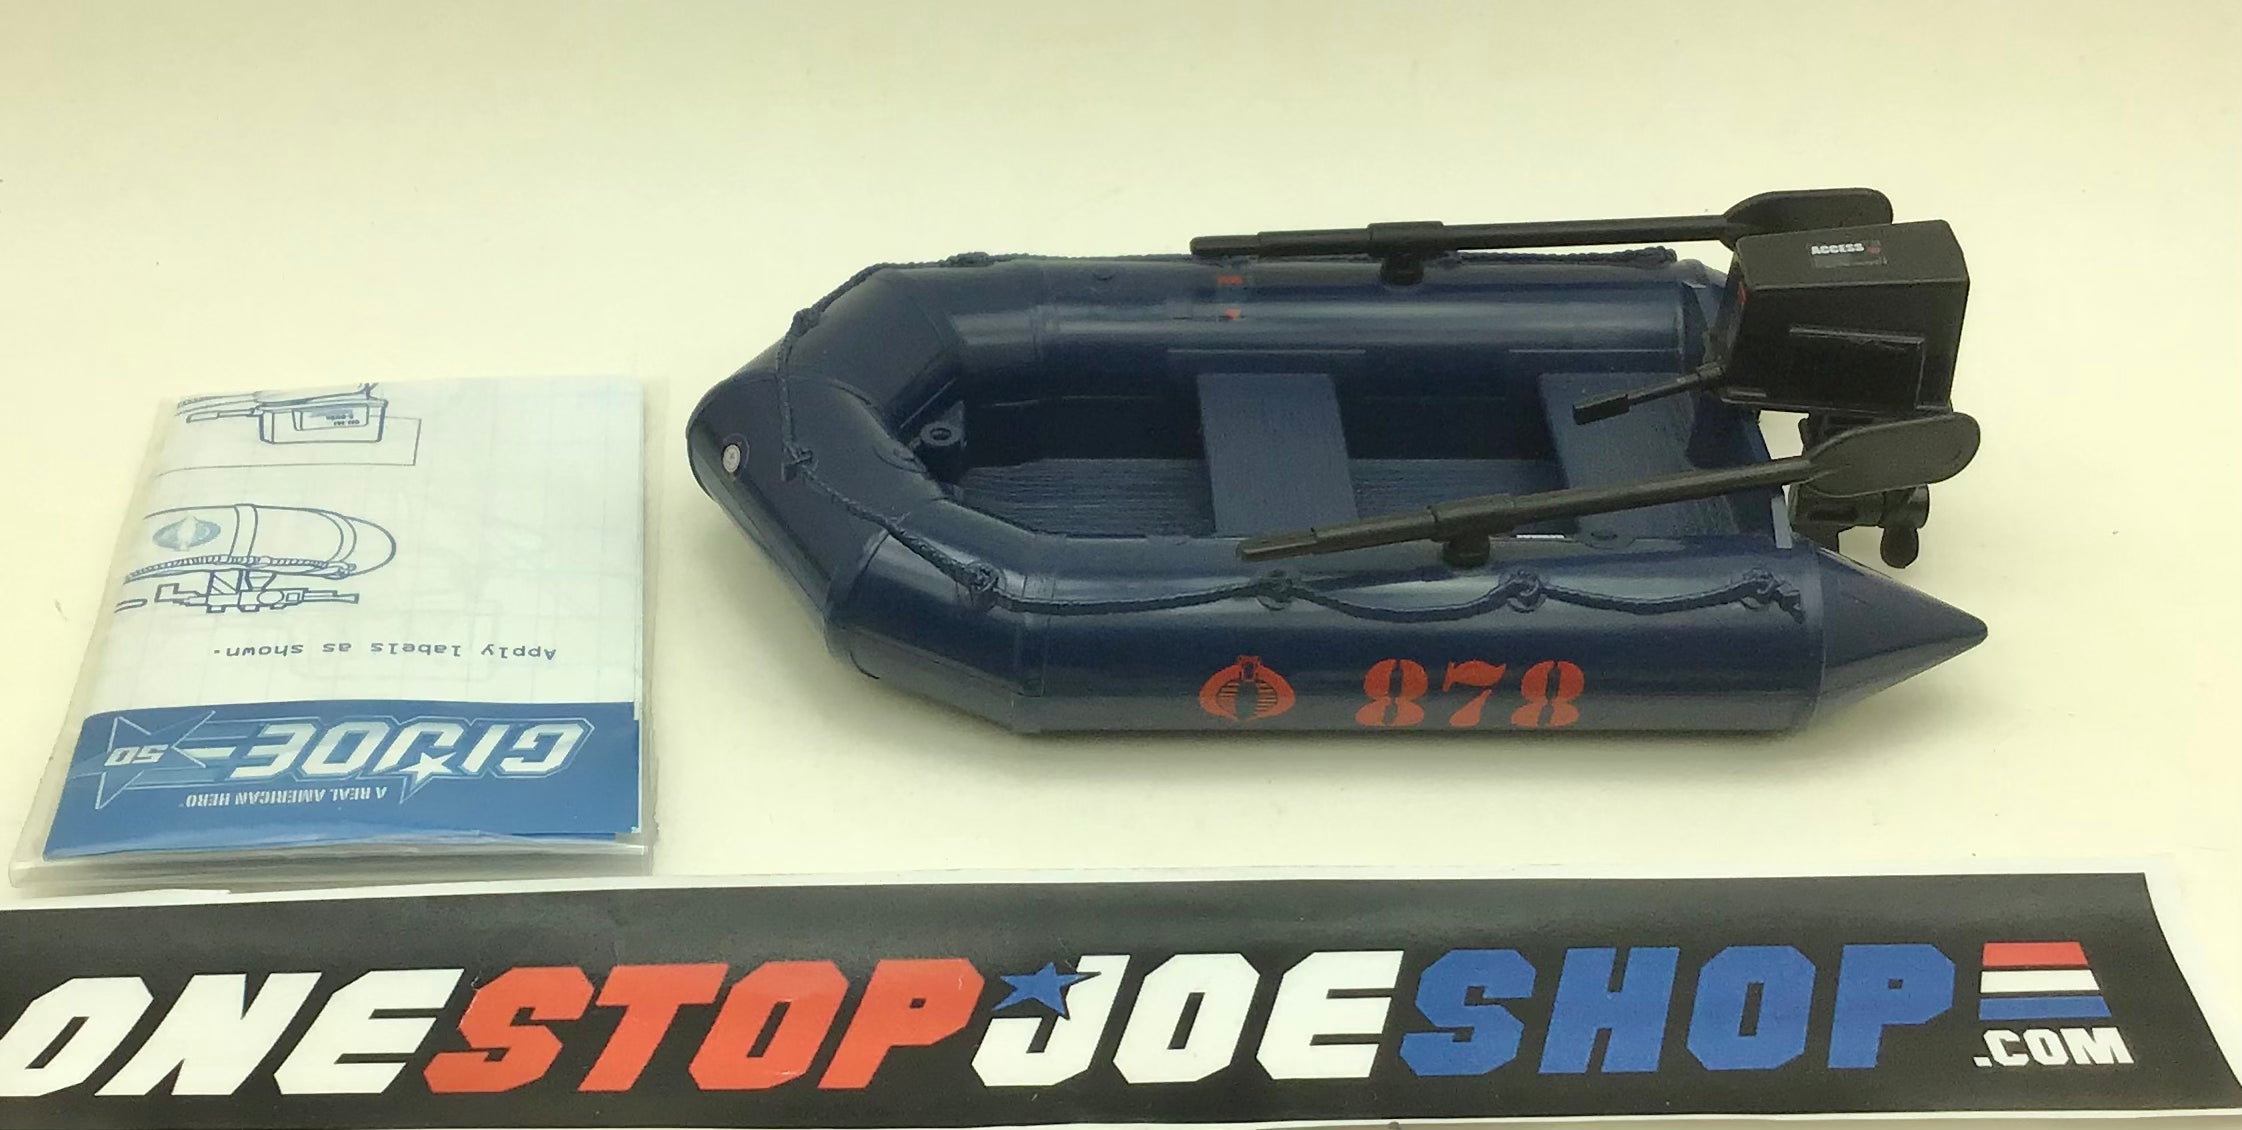 ACCESS
Apply labels as shown.
GI JOE 50
A REAL AMERICAN HERO
878
ONESTOPJOESHOP
.COM